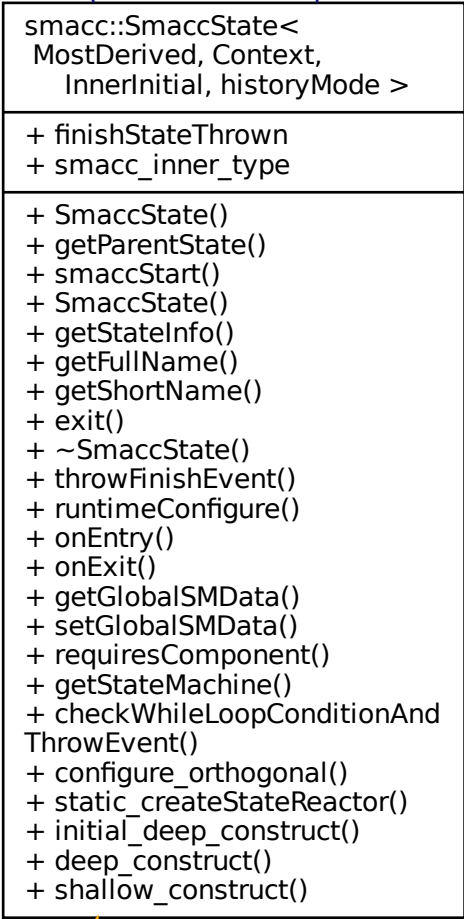 smacc::SmaccState<
MostDerived, Context,
InnerInitial, historyMode >
+ finishStateThrown
+ smacc_inner_type
+ SmaccState()
+ getParentState()
+ smaccStart()
+ SmaccState()
+ getStateInfo()
+ getFullName()
+ getShortName()
+ exit()
+ ~SmaccState()
+ throwFinishEvent()
+ runtimeConfigure()
+ onEntry()
+ onExit()
+ getGlobalSMData()
+ setGlobalSMData()
+ requiresComponent()
+ getStateMachine()
+ checkWhileLoopConditionAnd
ThrowEvent()
+ configure_orthogonal()
+ static_createStateReactor()
+ initial_deep_construct()
+ deep_construct()
+ shallow_construct()